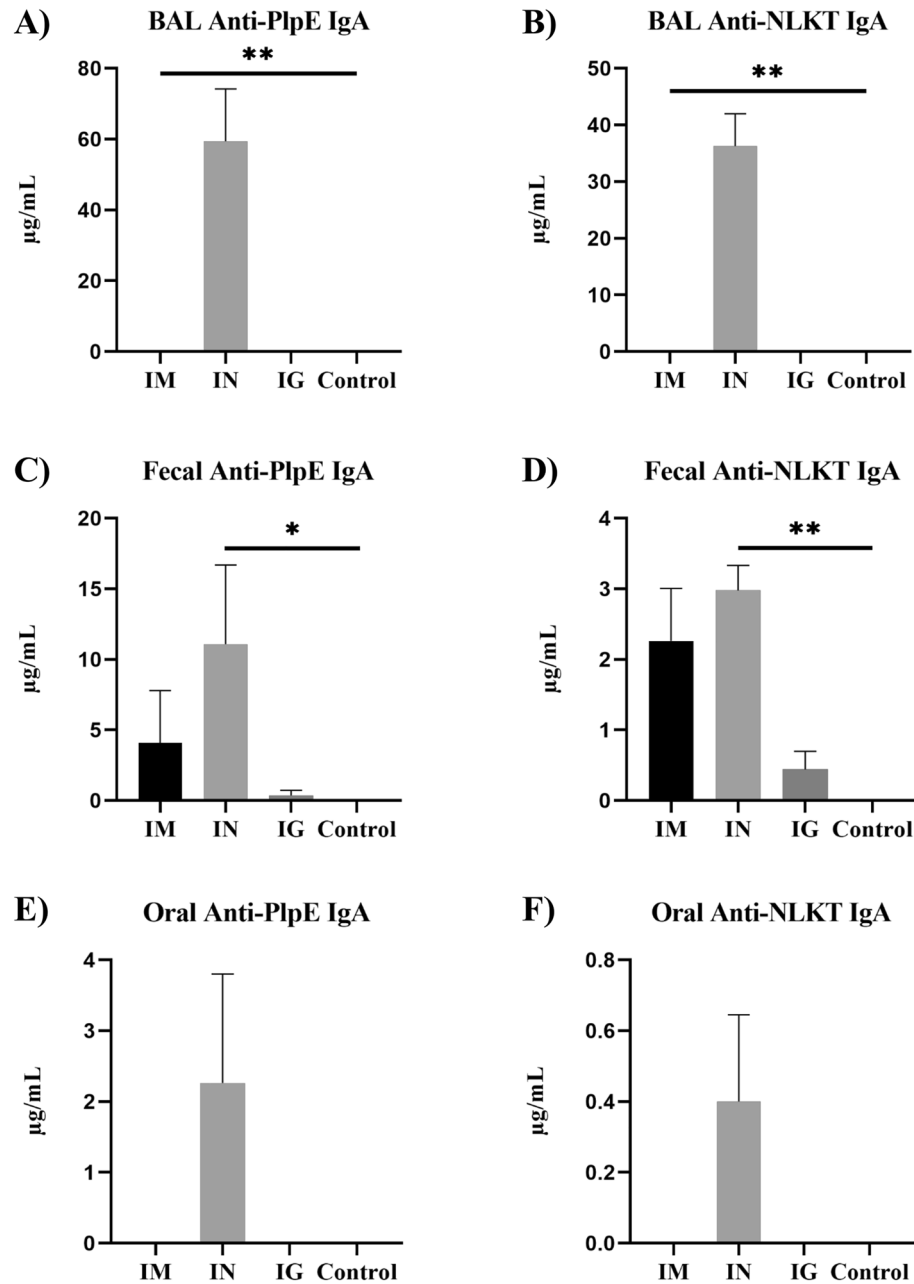 A) BAL Anti-PlpE IgA
**
80
60
40
20
0
µg/mL
IM IN IG Control
B) BAL Anti-NLKT IgA
**
50
40
30
20
10
0
µg/mL
IM IN IG Control
C) Fecal Anti-PlpE IgA
*
20
15
10
5
0
µg/mL
IM IN IG Control
D) Fecal Anti-NLKT IgA
**
4
3
2
1
0
µg/mL
IM IN IG Control
E) Oral Anti-PlpE IgA
4
3
2
1
0
µg/mL
IM IN IG Control
F) Oral Anti-NLKT IgA
0.8
0.6
0.4
0.2
0.0
µg/mL
IM IN IG Control